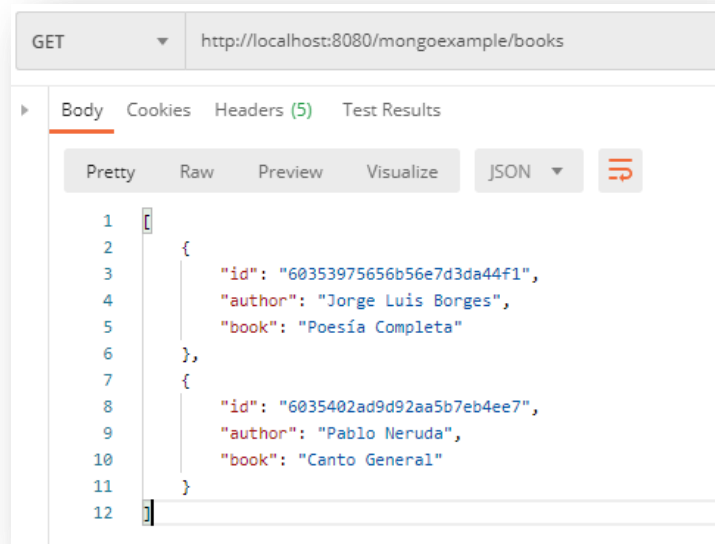 GET http://localhost:8080/mongoexample/books
Body Cookies Headers (5) Test Results
Pretty Raw Preview Visualize JSON
1 [
2 {
3 "id": "60353975656b56e7d3da44f1",
4 "author": "Jorge Luis Borges",
5 "book": "Poesía Completa"
6 },
7 {
8 "id": "6035402ad9d92aa5b7eb4ee7",
9 "author": "Pablo Neruda",
10 "book": "Canto General"
11 }
12 ]